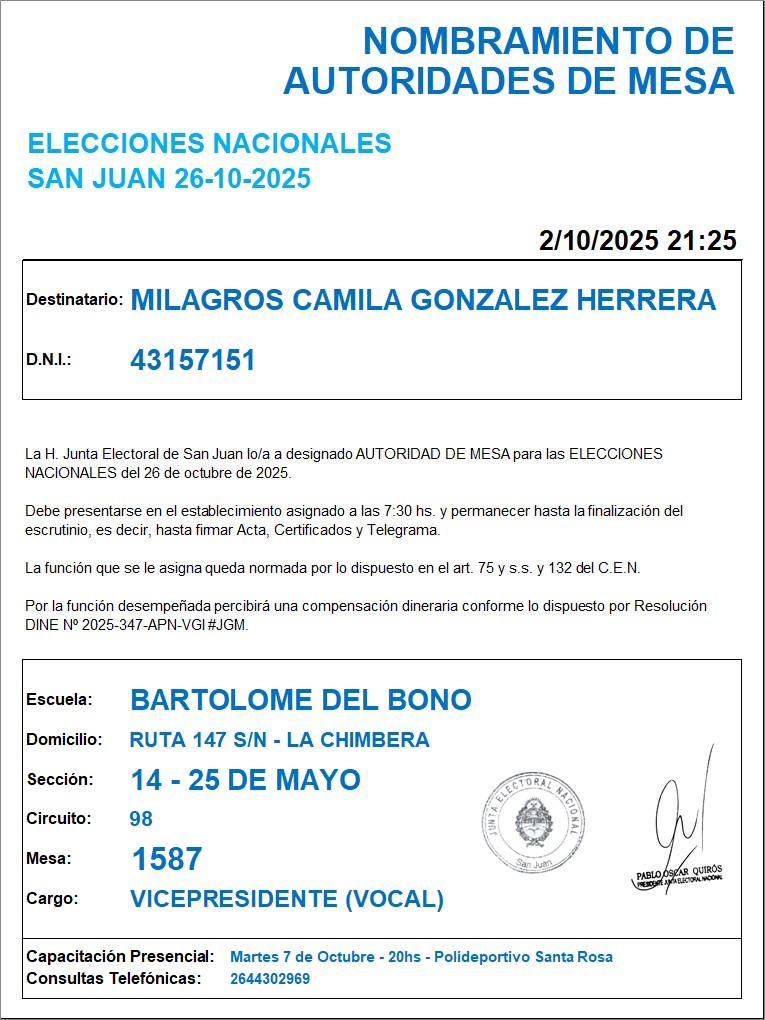 NOMBRAMIENTO DE
AUTORIDADES DE MESA
ELECCIONES NACIONALES
SAN JUAN 26-10-2025
2/10/2025 21:25
Destinatario: MILAGROS CAMILA GONZALEZ HERRERA
D.N.I.: 43157151
La H. Junta Electoral de San Juan lo/a a designado AUTORIDAD DE MESA para las ELECCIONES
NACIONALES del 26 de octubre de 2025.
Debe presentarse en el establecimiento asignado a las 7:30 hs. y permanecer hasta la finalización del
escrutinio, es decir, hasta firmar Acta, Certificados y Telegrama.
La función que se le asigna queda normada por lo dispuesto en el art. 75 y s.s. y 132 del C.E.N.
Por la función desempeñada percibirá una compensación dineraria conforme lo dispuesto por Resolución
DINE Nº 2025-347-APN-VGI#JGM.
Escuela: BARTOLOME DEL BONO
Domicilio: RUTA 147 S/N - LA CHIMBERA
Sección: 14 - 25 DE MAYO
Circuito: 98
Mesa: 1587
Cargo: VICEPRESIDENTE (VOCAL)
JUNTA ELECTORAL NACIONAL
San Juan
PABLO OSCAR QUIRÓS
PRESIDENTE JUNTA ELECTORAL NACIONAL
Capacitación Presencial: Martes 7 de Octubre - 20hs - Polideportivo Santa Rosa
Consultas Telefónicas: 2644302969